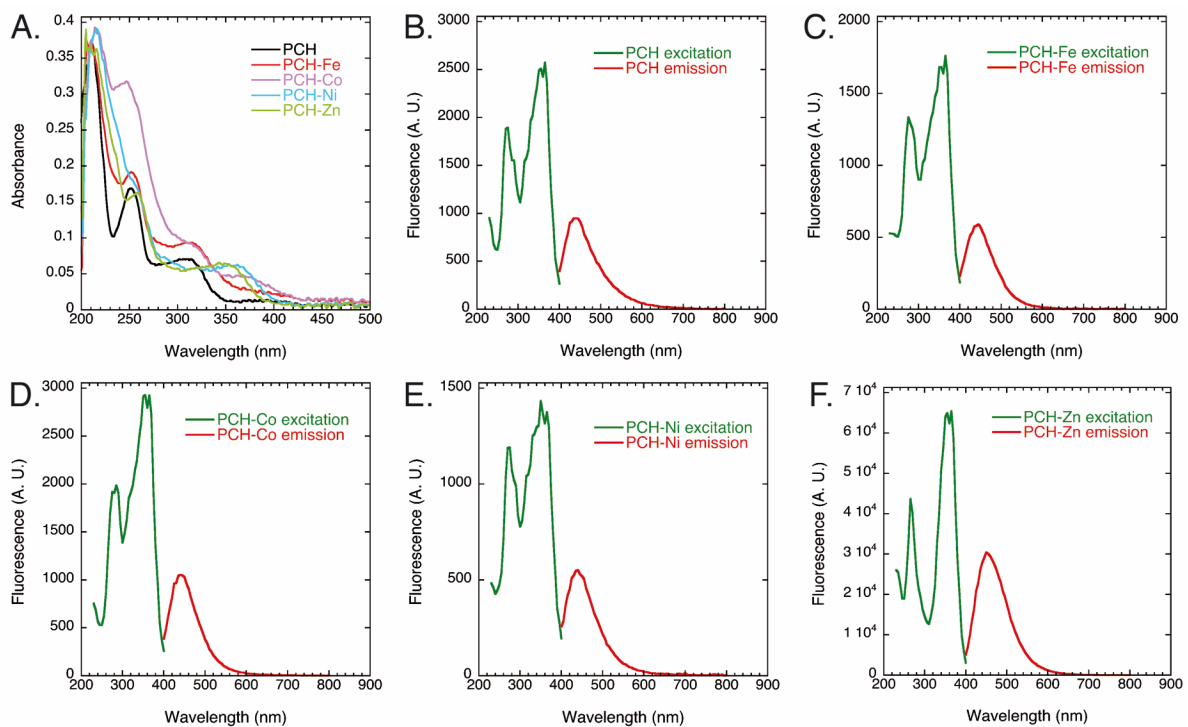 A.
PCH
PCH-Fe
PCH-Co
PCH-Ni
PCH-Zn
Absorbance
0.4
0.35
0.3
0.25
0.2
0.15
0.1
0.05
0
200 250 300 350 400 450 500
Wavelength (nm)
B.
PCH excitation
PCH emission
Fluorescence (A. U.)
3000
2500
2000
1500
1000
500
0
200 300 400 500 600 700 800 900
Wavelength (nm)
C.
PCH-Fe excitation
PCH-Fe emission
Fluorescence (A. U.)
2000
1500
1000
500
0
200 300 400 500 600 700 800 900
Wavelength (nm)
D.
PCH-Co excitation
PCH-Co emission
Fluorescence (A. U.)
3000
2500
2000
1500
1000
500
0
200 300 400 500 600 700 800 900
Wavelength (nm)
E.
PCH-Ni excitation
PCH-Ni emission
Fluorescence (A. U.)
1500
1000
500
0
200 300 400 500 600 700 800
Wavelength (nm)
F.
PCH-Zn excitation
PCH-Zn emission
Fluorescence (A. U.)
7 10⁴
6 10⁴
5 10⁴
4 10⁴
3 10⁴
2 10⁴
1 10⁴
0
200 300 400 500 600 700 800 900
Wavelength (nm)